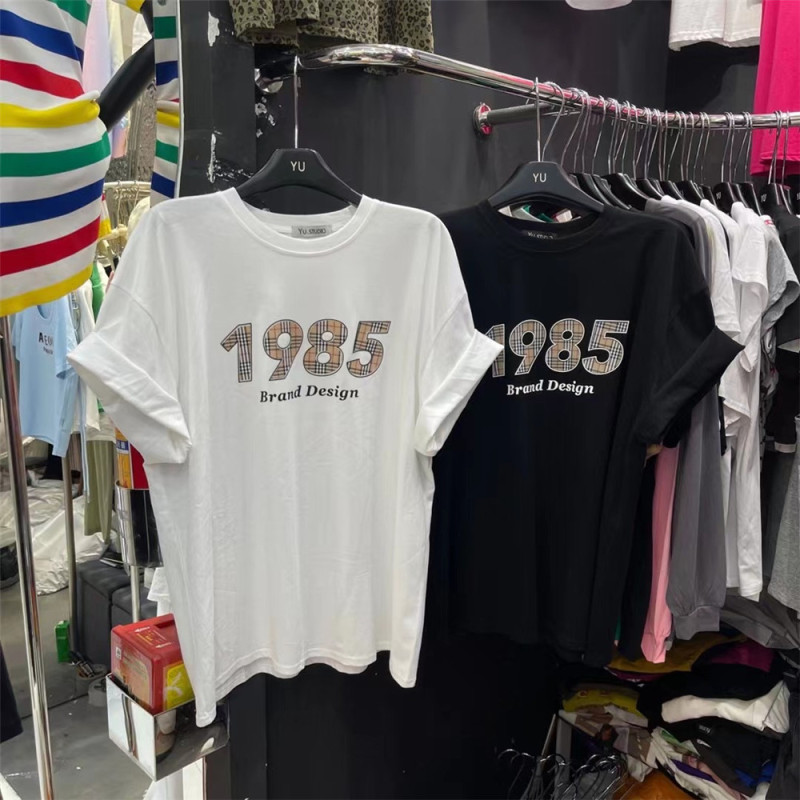 YU
YU. STUDIO
1985
Brand Design
YU
1985
Brand Design